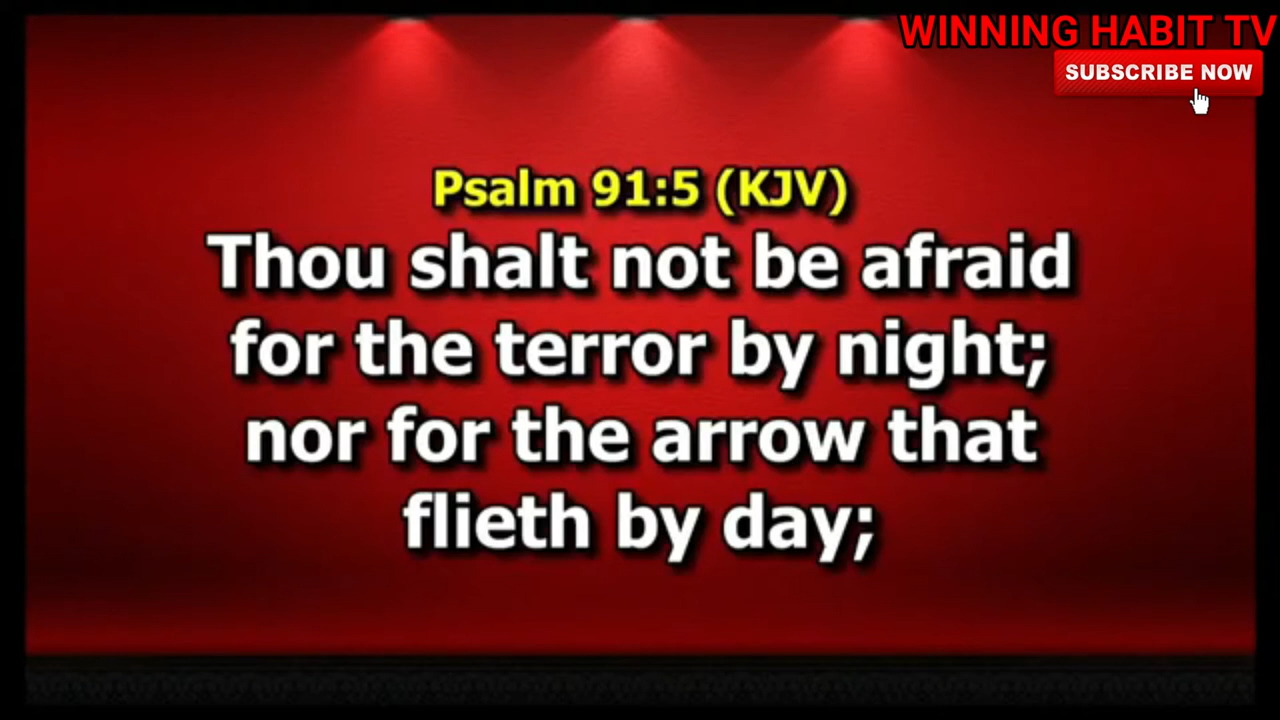 WINNING HABIT TV
SUBSCRIBE NOW
Psalm 91:5 (KJV)
Thou shalt not be afraid
for the terror by night;
nor for the arrow that
flieth by day;